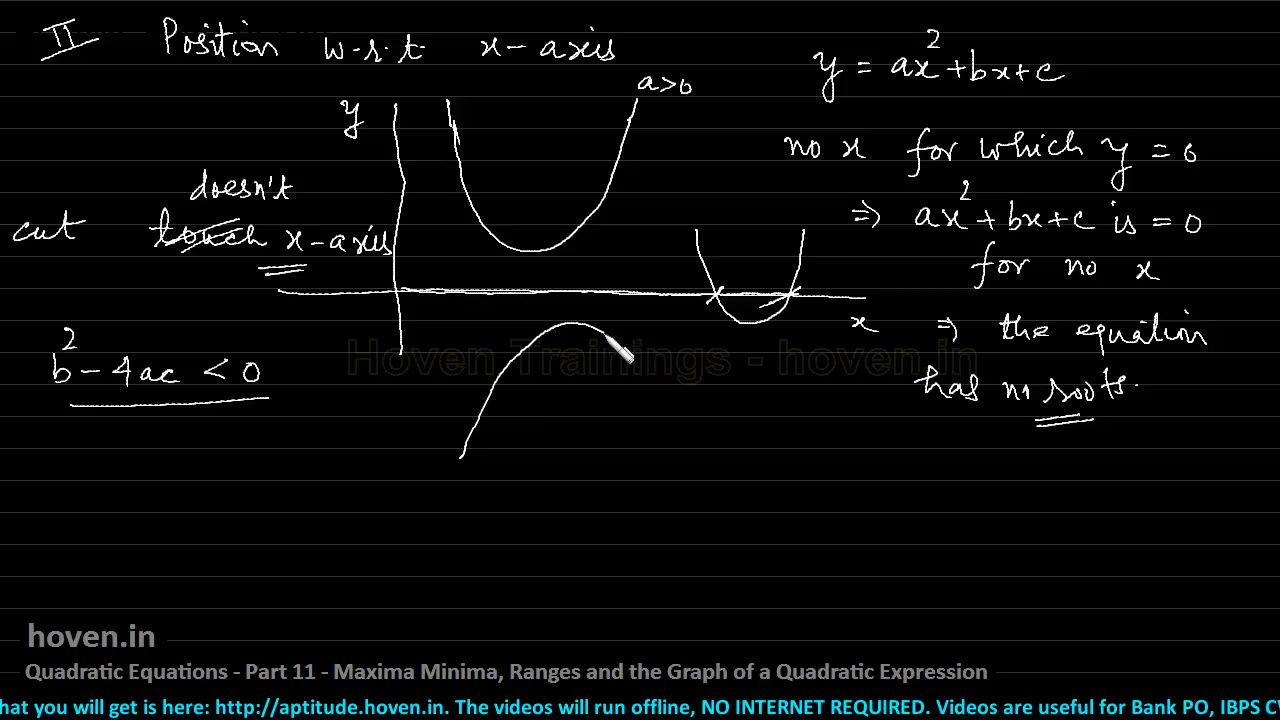 II Position w.r.t. x-axis
y = ax² + bx + c
a>0
y
no x for which y = 0
doesn't
cut touch x-axis
⇒ ax² + bx + c is = 0
for no x
x
⇒ the equation
has no roots.
b² - 4ac < 0
Hoven Trainings - hoven.in
hoven.in
Quadratic Equations - Part 11 - Maxima Minima, Ranges and the Graph of a Quadratic Expression
hat you will get is here: http://aptitude.hoven.in. The videos will run offline, NO INTERNET REQUIRED. Videos are useful for Bank PO, IBPS C